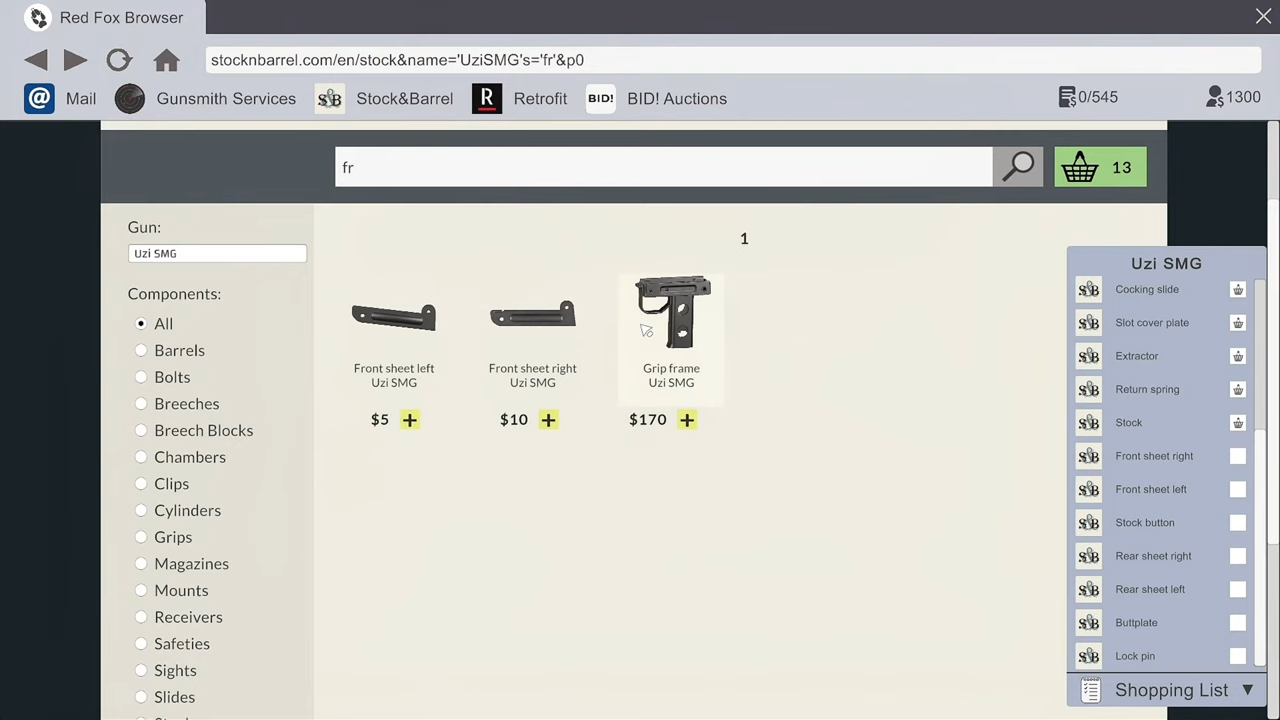 Red Fox Browser
stocknbarrel.com/en/stock&name='UziSMG's='fr'&p0
@ Mail
Gunsmith Services
S&B Stock&Barrel
R Retrofit
BID! BID! Auctions
0/545
1300
fr
13
Gun:
Uzi SMG
Components:
All
Barrels
Bolts
Breeches
Breech Blocks
Chambers
Clips
Cylinders
Grips
Magazines
Mounts
Receivers
Safeties
Sights
Slides
1
Front sheet left
Uzi SMG
$5 +
Front sheet right
Uzi SMG
$10 +
Grip frame
Uzi SMG
$170 +
Uzi SMG
S&B Cocking slide
S&B Slot cover plate
S&B Extractor
S&B Return spring
S&B Stock
S&B Front sheet right
S&B Front sheet left
S&B Stock button
S&B Rear sheet right
S&B Rear sheet left
S&B Buttplate
S&B Lock pin
Shopping List ▼